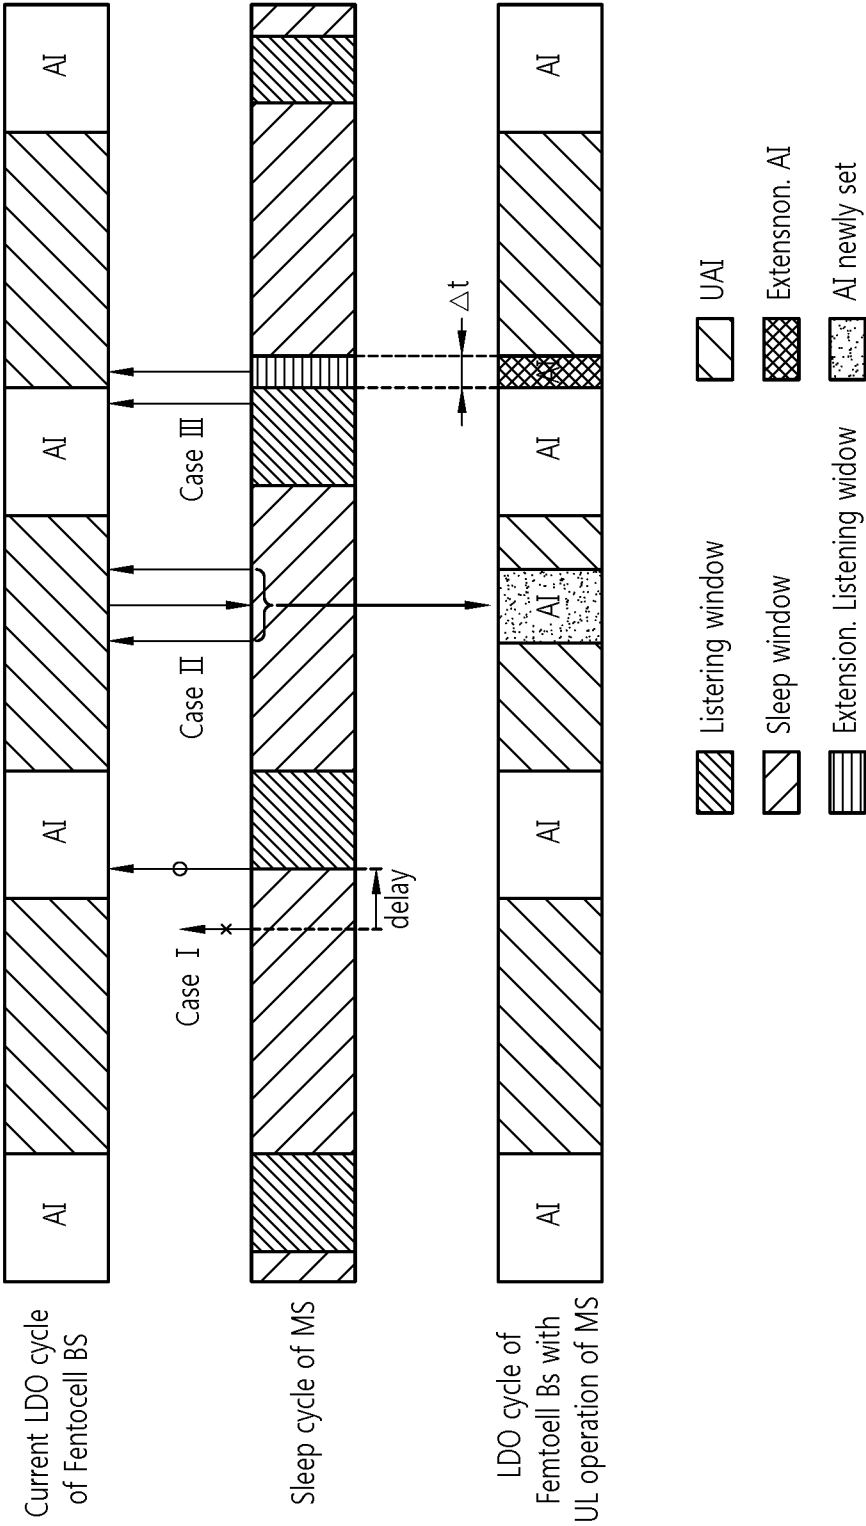 Current LDO cycle
of Fentocell BS
AI
AI
AI
AI
Case Ⅰ
Case Ⅱ
Case Ⅲ
Sleep cycle of MS
delay
△t
LDO cycle of
Femtoell Bs with
UL operation of MS
AI
AI
AI
AI
AI
Listering window
UAI
Sleep window
Extensnon. AI
Extension. Listening widow
AI newly set